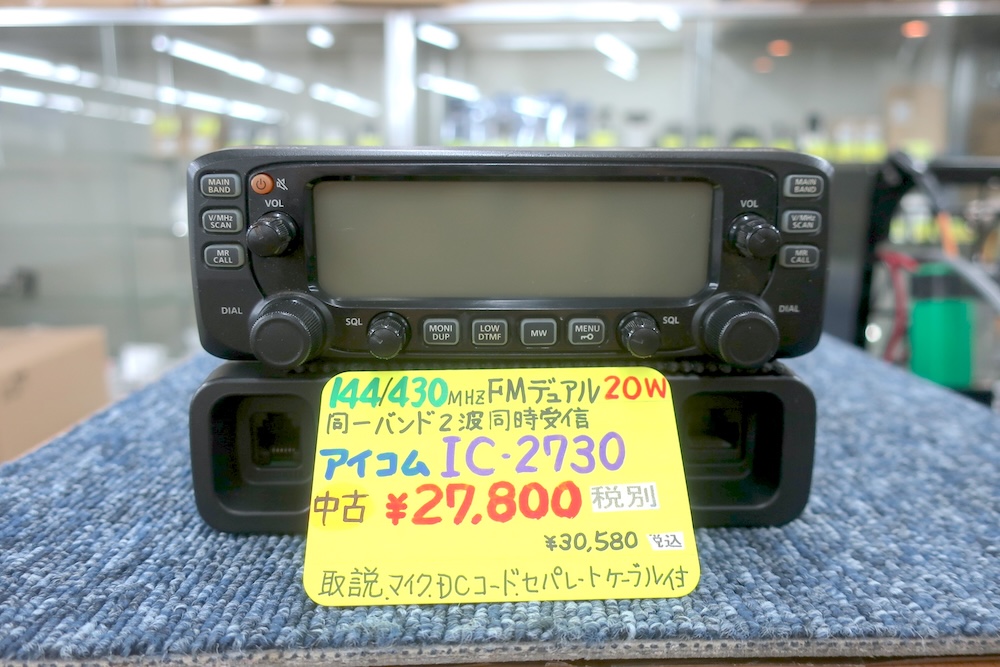 MAIN BAND
V/MHz SCAN
MR CALL
VOL
DIAL
SQL
MONI DUP
LOW DTMF
MW
MENU
SQL
VOL
DIAL
MAIN BAND
V/MHz SCAN
MR CALL
144/430MHZ FMデュアル 20W
同一バンド2波同時受信
アイコム IC-2730
中古 ¥27,800 税別
¥30,580 税込
取説、マイク、DCコード、セパレートケーブル付